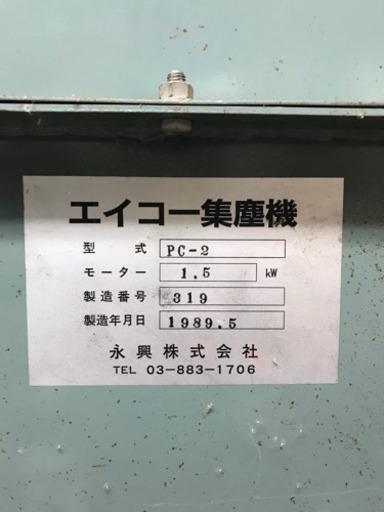 エイコー集塵機
型式 PC-2
モーター 1.5 kW
製造番号 319
製造年月日 1989.5
永興株式会社
TEL 03-883-1706